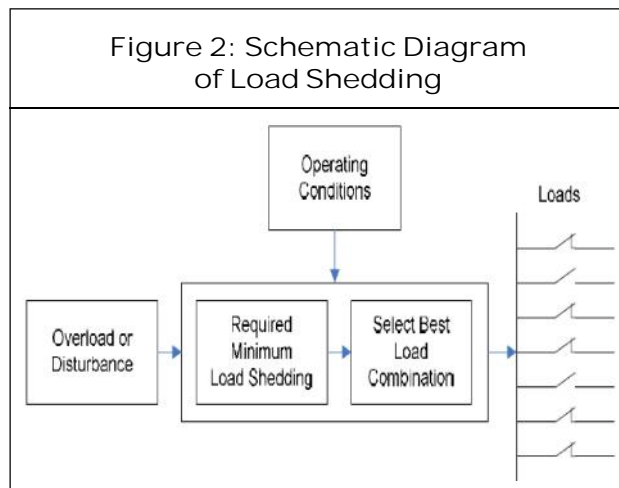 Figure 2: Schematic Diagram
of Load Shedding
Operating
Conditions
Loads
Overload or
Disturbance
Required
Minimum
Load Shedding
Select Best
Load
Combination